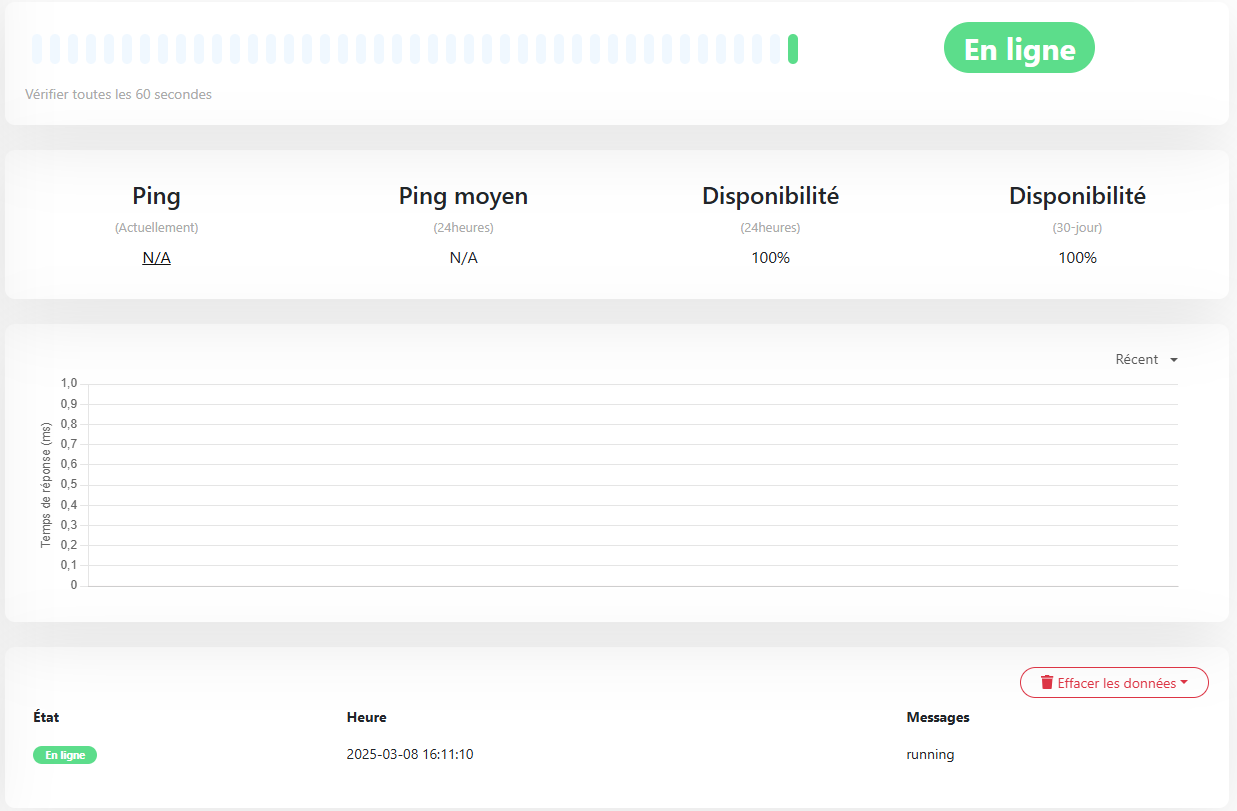 En ligne
Vérifier toutes les 60 secondes
Ping
(Actuellement)
N/A
Ping moyen
(24heures)
N/A
Disponibilité
(24heures)
100%
Disponibilité
(30-jour)
100%
Récent
Temps de réponse (ms)
1,0
0,9
0,8
0,7
0,6
0,5
0,4
0,3
0,2
0,1
0
Effacer les données
État Heure Messages
En ligne 2025-03-08 16:11:10 running